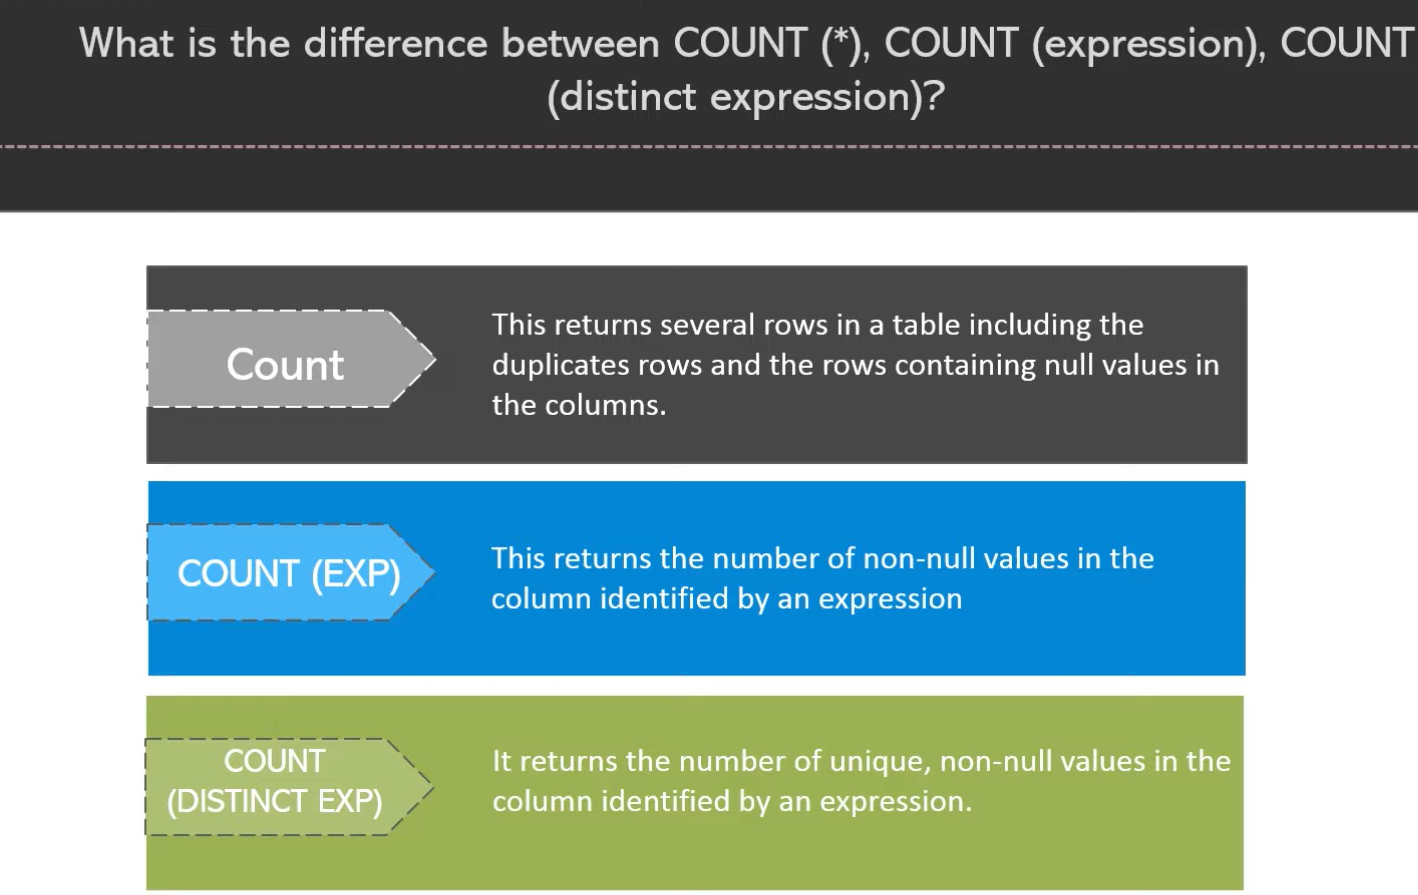 What is the difference between COUNT (*), COUNT (expression), COUNT
(distinct expression)?
Count
This returns several rows in a table including the
duplicates rows and the rows containing null values in
the columns.
COUNT (EXP)
This returns the number of non-null values in the
column identified by an expression
COUNT
(DISTINCT EXP)
It returns the number of unique, non-null values in the
column identified by an expression.